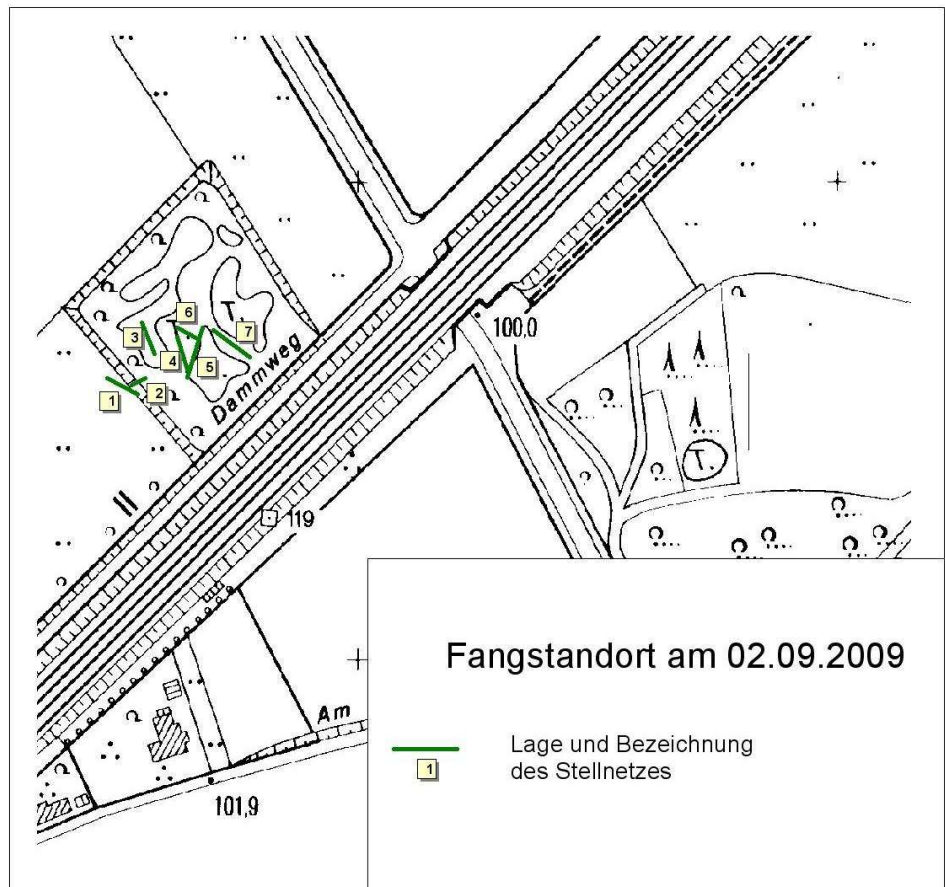 100,0
T.
6
3
7
4
5
1
2
Dammweg
T.
119
Fangstandort am 02.09.2009
Am
Lage und Bezeichnung
1
des Stellnetzes
101,9